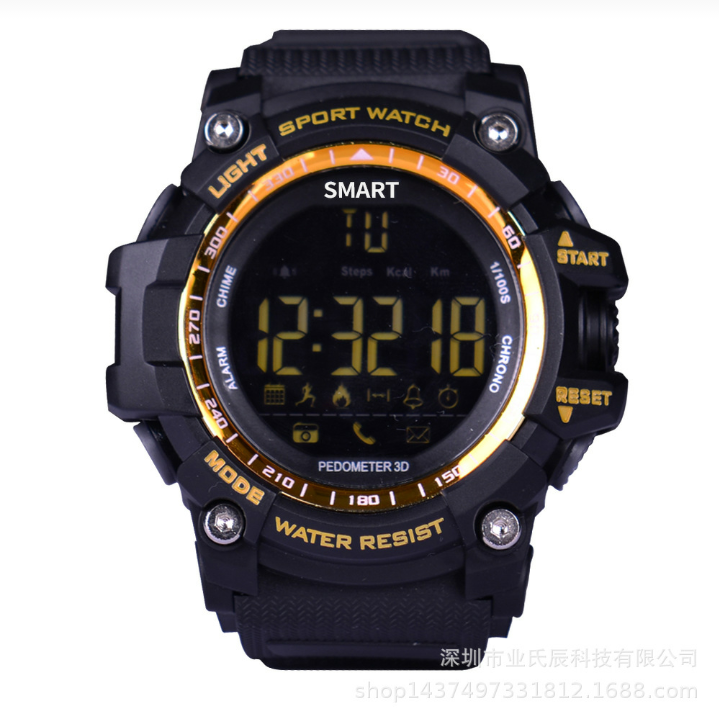 SPORT WATCH
LIGHT
SMART
330
30
300
60
TU
START
Steps Kcal Km
CHIME
1/100S
270
12:32 18
ALARM
CHRONO
RESET
240
PEDOMETER 3D
MODE
210
180
150
WATER RESIST
深圳市业氏辰科技有限公司
shop1437497331812.1688.com